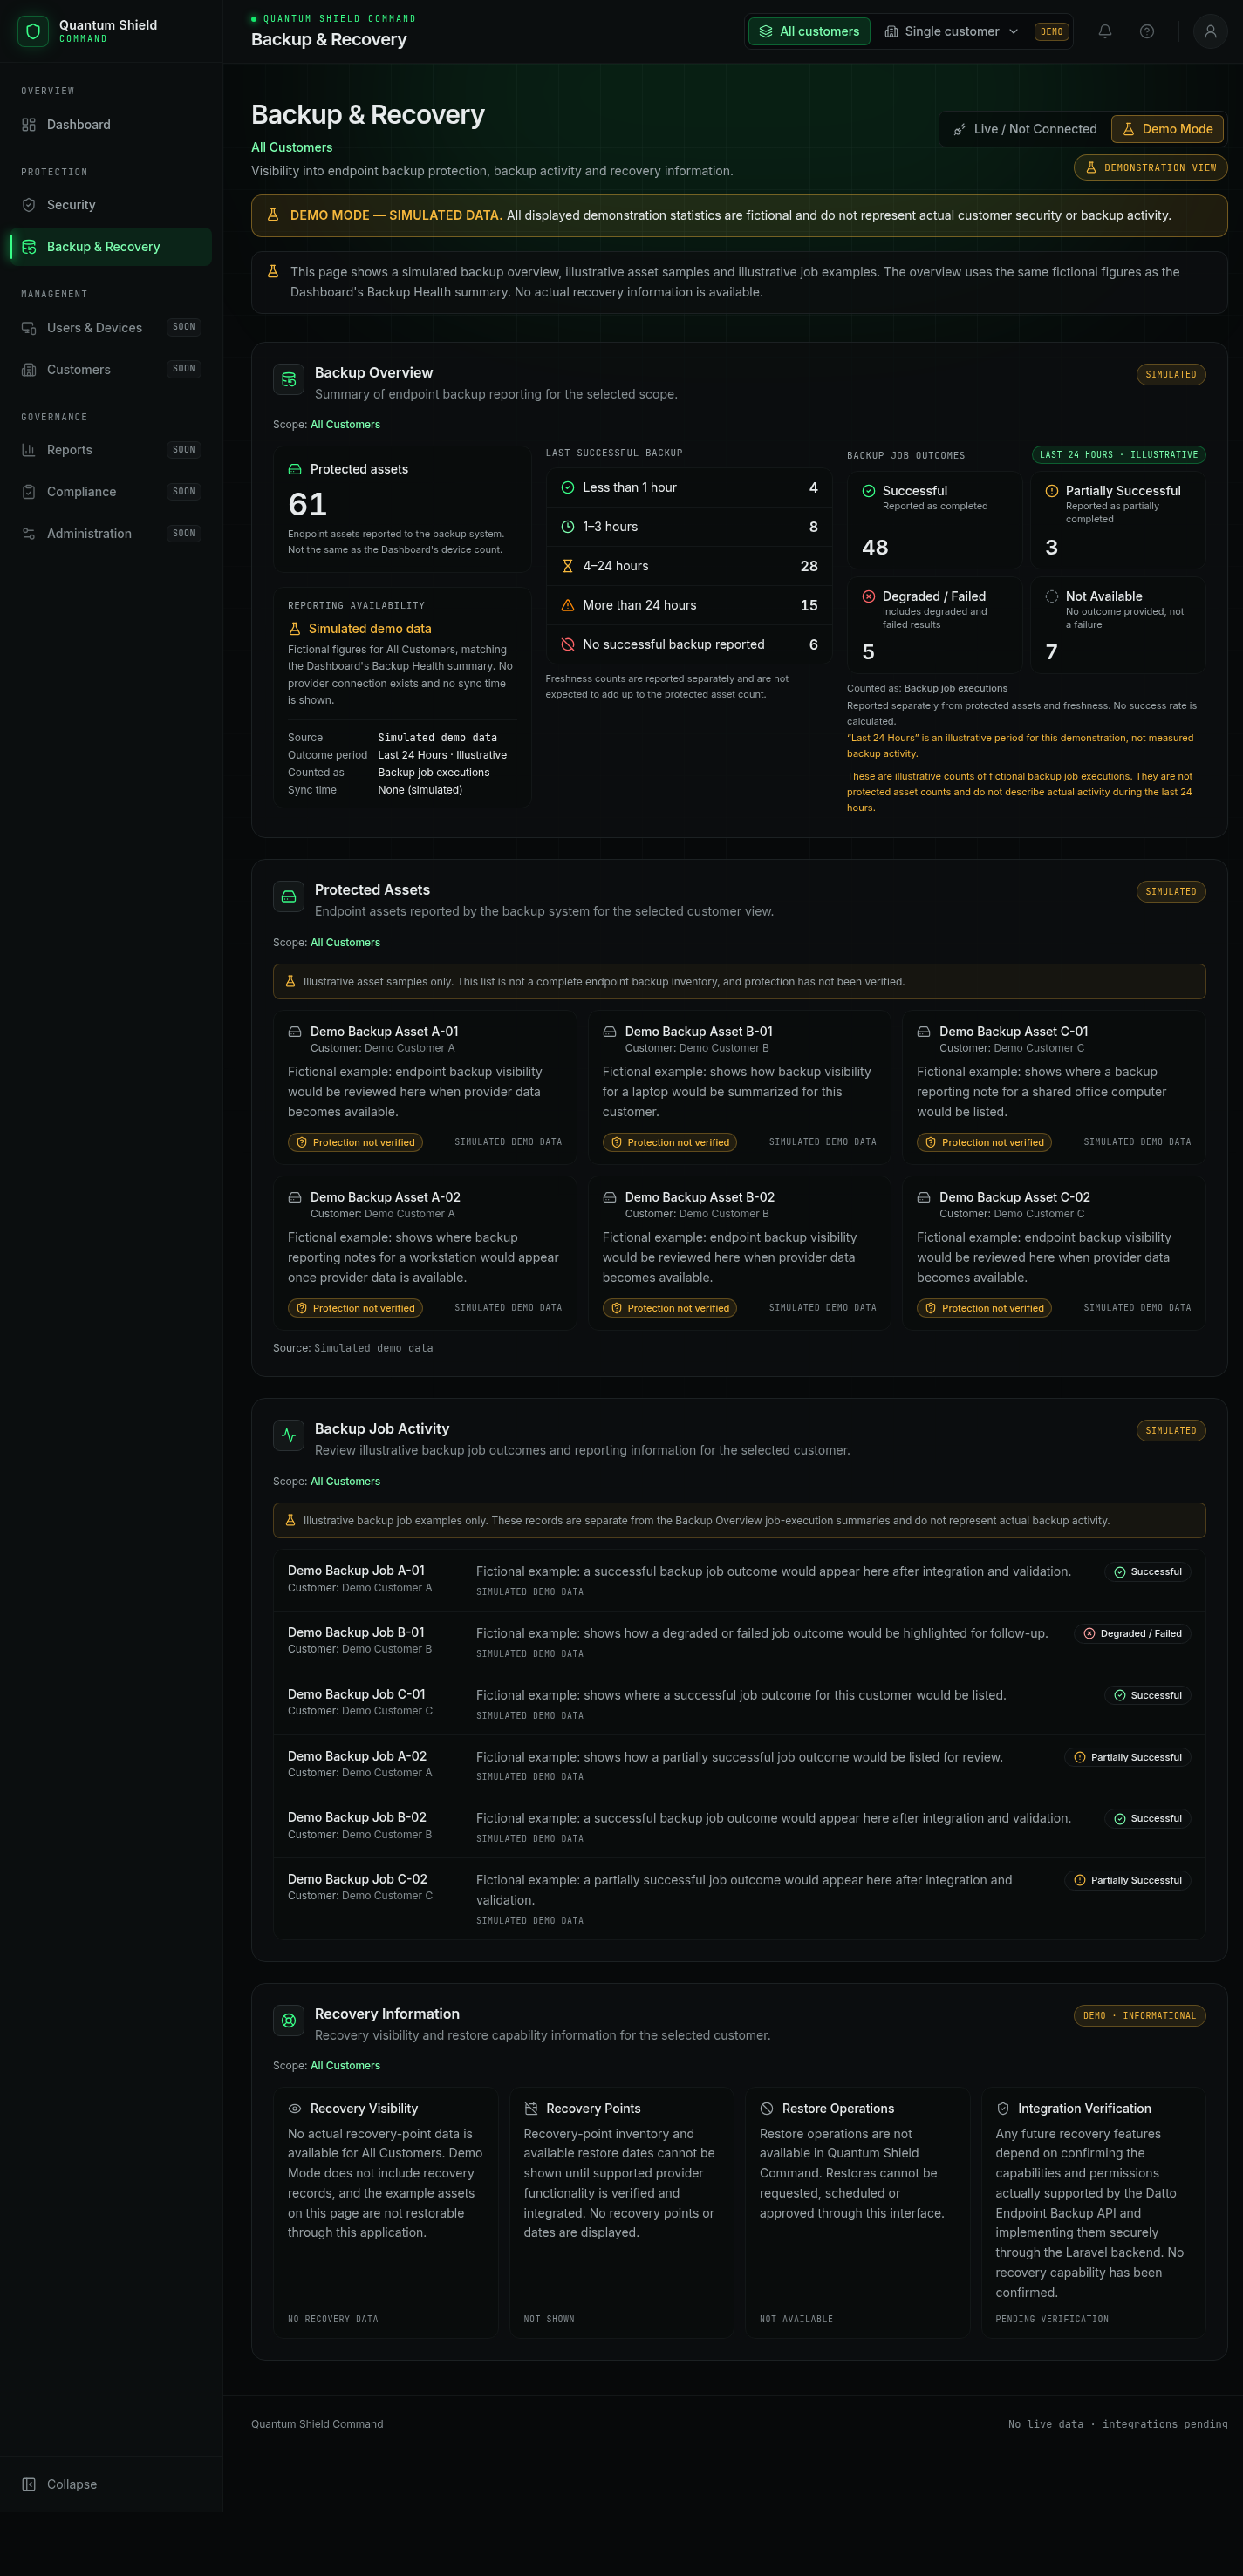 Quantum Shield
COMMAND
OVERVIEW
Dashboard
PROTECTION
Security
Backup & Recovery
MANAGEMENT
Users & Devices
SOON
Customers
SOON
GOVERNANCE
Reports
SOON
Compliance
SOON
Administration
SOON
Collapse
QUANTUM SHIELD COMMAND
Backup & Recovery
All customers
Single customer
DEMO
Backup & Recovery
All Customers
Visibility into endpoint backup protection, backup activity and recovery information.
Live / Not Connected
Demo Mode
DEMONSTRATION VIEW
DEMO MODE — SIMULATED DATA. All displayed demonstration statistics are fictional and do not represent actual customer security or backup activity.
This page shows a simulated backup overview, illustrative asset samples and illustrative job examples. The overview uses the same fictional figures as the
Dashboard's Backup Health summary. No actual recovery information is available.
Backup Overview
Summary of endpoint backup reporting for the selected scope.
SIMULATED
Scope: All Customers
Protected assets
61
Endpoint assets reported to the backup system.
Not the same as the Dashboard's device count.
REPORTING AVAILABILITY
Simulated demo data
Fictional figures for All Customers, matching
the Dashboard's Backup Health summary. No
provider connection exists and no sync time
is shown.
Source Simulated demo data
Outcome period Last 24 Hours · Illustrative
Counted as Backup job executions
Sync time None (simulated)
LAST SUCCESSFUL BACKUP
Less than 1 hour 4
1–3 hours 8
4–24 hours 28
More than 24 hours 15
No successful backup reported 6
Freshness counts are reported separately and are not
expected to add up to the protected asset count.
BACKUP JOB OUTCOMES
LAST 24 HOURS · ILLUSTRATIVE
Successful
Reported as completed
48
Partially Successful
Reported as partially
completed
3
Degraded / Failed
Includes degraded and
failed results
5
Not Available
No outcome provided, not
a failure
7
Counted as: Backup job executions
Reported separately from protected assets and freshness. No success rate is
calculated.
“Last 24 Hours” is an illustrative period for this demonstration, not measured
backup activity.
These are illustrative counts of fictional backup job executions. They are not
protected asset counts and do not describe actual activity during the last 24
hours.
Protected Assets
Endpoint assets reported by the backup system for the selected customer view.
SIMULATED
Scope: All Customers
Illustrative asset samples only. This list is not a complete endpoint backup inventory, and protection has not been verified.
Demo Backup Asset A-01
Customer: Demo Customer A
Fictional example: endpoint backup visibility
would be reviewed here when provider data
becomes available.
Protection not verified
SIMULATED DEMO DATA
Demo Backup Asset B-01
Customer: Demo Customer B
Fictional example: shows how backup visibility
for a laptop would be summarized for this
customer.
Protection not verified
SIMULATED DEMO DATA
Demo Backup Asset C-01
Customer: Demo Customer C
Fictional example: shows where a backup
reporting note for a shared office computer
would be listed.
Protection not verified
SIMULATED DEMO DATA
Demo Backup Asset A-02
Customer: Demo Customer A
Fictional example: shows where backup
reporting notes for a workstation would appear
once provider data is available.
Protection not verified
SIMULATED DEMO DATA
Demo Backup Asset B-02
Customer: Demo Customer B
Fictional example: endpoint backup visibility
would be reviewed here when provider data
becomes available.
Protection not verified
SIMULATED DEMO DATA
Demo Backup Asset C-02
Customer: Demo Customer C
Fictional example: endpoint backup visibility
would be reviewed here when provider data
becomes available.
Protection not verified
SIMULATED DEMO DATA
Source: Simulated demo data
Backup Job Activity
Review illustrative backup job outcomes and reporting information for the selected customer.
SIMULATED
Scope: All Customers
Illustrative backup job examples only. These records are separate from the Backup Overview job-execution summaries and do not represent actual backup activity.
Demo Backup Job A-01
Customer: Demo Customer A
Fictional example: a successful backup job outcome would appear here after integration and validation.
SIMULATED DEMO DATA
Successful
Demo Backup Job B-01
Customer: Demo Customer B
Fictional example: shows how a degraded or failed job outcome would be highlighted for follow-up.
SIMULATED DEMO DATA
Degraded / Failed
Demo Backup Job C-01
Customer: Demo Customer C
Fictional example: shows where a successful job outcome for this customer would be listed.
SIMULATED DEMO DATA
Successful
Demo Backup Job A-02
Customer: Demo Customer A
Fictional example: shows how a partially successful job outcome would be listed for review.
SIMULATED DEMO DATA
Partially Successful
Demo Backup Job B-02
Customer: Demo Customer B
Fictional example: a successful backup job outcome would appear here after integration and validation.
SIMULATED DEMO DATA
Successful
Demo Backup Job C-02
Customer: Demo Customer C
Fictional example: a partially successful job outcome would appear here after integration and
validation.
SIMULATED DEMO DATA
Partially Successful
Recovery Information
Recovery visibility and restore capability information for the selected customer.
DEMO · INFORMATIONAL
Scope: All Customers
Recovery Visibility
No actual recovery-point data is
available for All Customers. Demo
Mode does not include recovery
records, and the example assets
on this page are not restorable
through this application.
NO RECOVERY DATA
Recovery Points
Recovery-point inventory and
available restore dates cannot be
shown until supported provider
functionality is verified and
integrated. No recovery points or
dates are displayed.
NOT SHOWN
Restore Operations
Restore operations are not
available in Quantum Shield
Command. Restores cannot be
requested, scheduled or
approved through this interface.
NOT AVAILABLE
Integration Verification
Any future recovery features
depend on confirming the
capabilities and permissions
actually supported by the Datto
Endpoint Backup API and
implementing them securely
through the Laravel backend. No
recovery capability has been
confirmed.
PENDING VERIFICATION
Quantum Shield Command
No live data · integrations pending